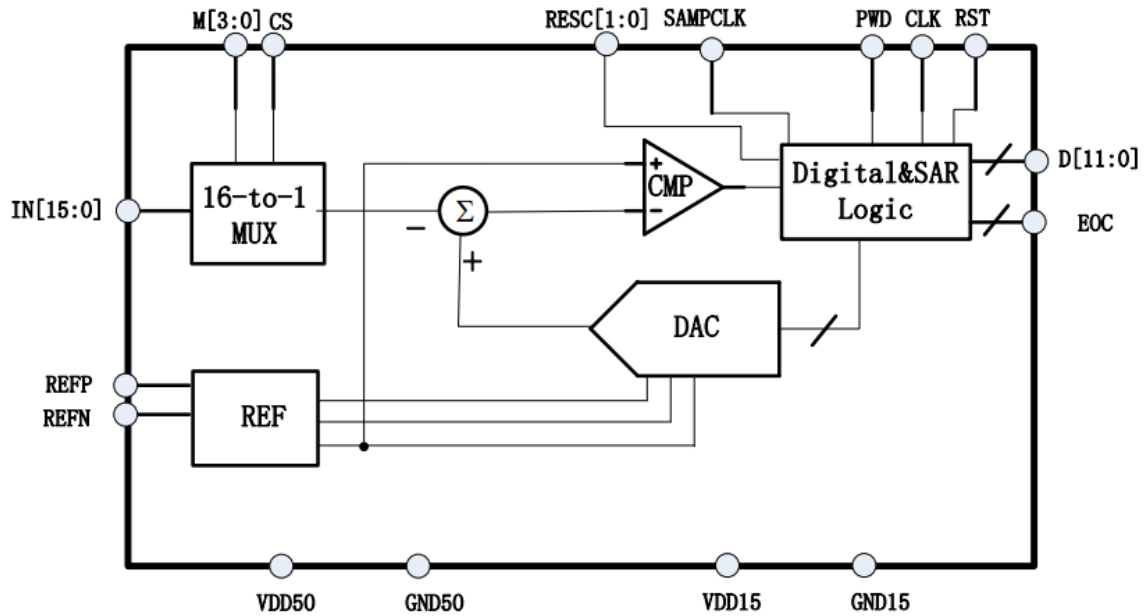 M[3:0] CS RESC[1:0] SAMPCLK PWD CLK RST
IN[15:0]
16-to-1
MUX
Σ
−
+
+
−
CMP
Digital&SAR
Logic
D[11:0]
EOC
DAC
REFP
REFN
REF
VDD50 GND50 VDD15 GND15